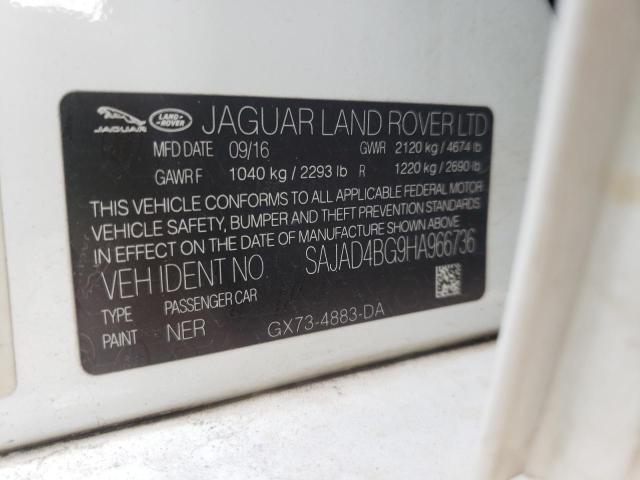 JAGUAR LAND-ROVER JAGUAR LAND ROVER LTD
MFD DATE 09/16 GVWR 2120 kg / 4674 lb
GAWR F 1040 kg / 2293 lb R 1220 kg / 2690 lb
THIS VEHICLE CONFORMS TO ALL APPLICABLE FEDERAL MOTOR
VEHICLE SAFETY, BUMPER AND THEFT PREVENTION STANDARDS
IN EFFECT ON THE DATE OF MANUFACTURE SHOWN ABOVE
VEH IDENT NO. SAJAD4BG9HA966736
TYPE PASSENGER CAR
PAINT NER GX73-4883-DA